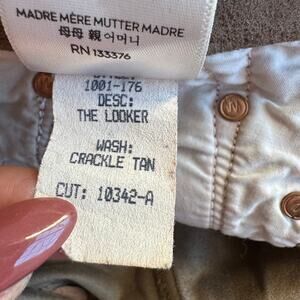 MADRE MÈRE MUTTER MADRE
母母 親 어머니
RN 133376
STYLE:
1001-176
DESC:
THE LOOKER
WASH:
CRACKLE TAN
CUT: 10342-A